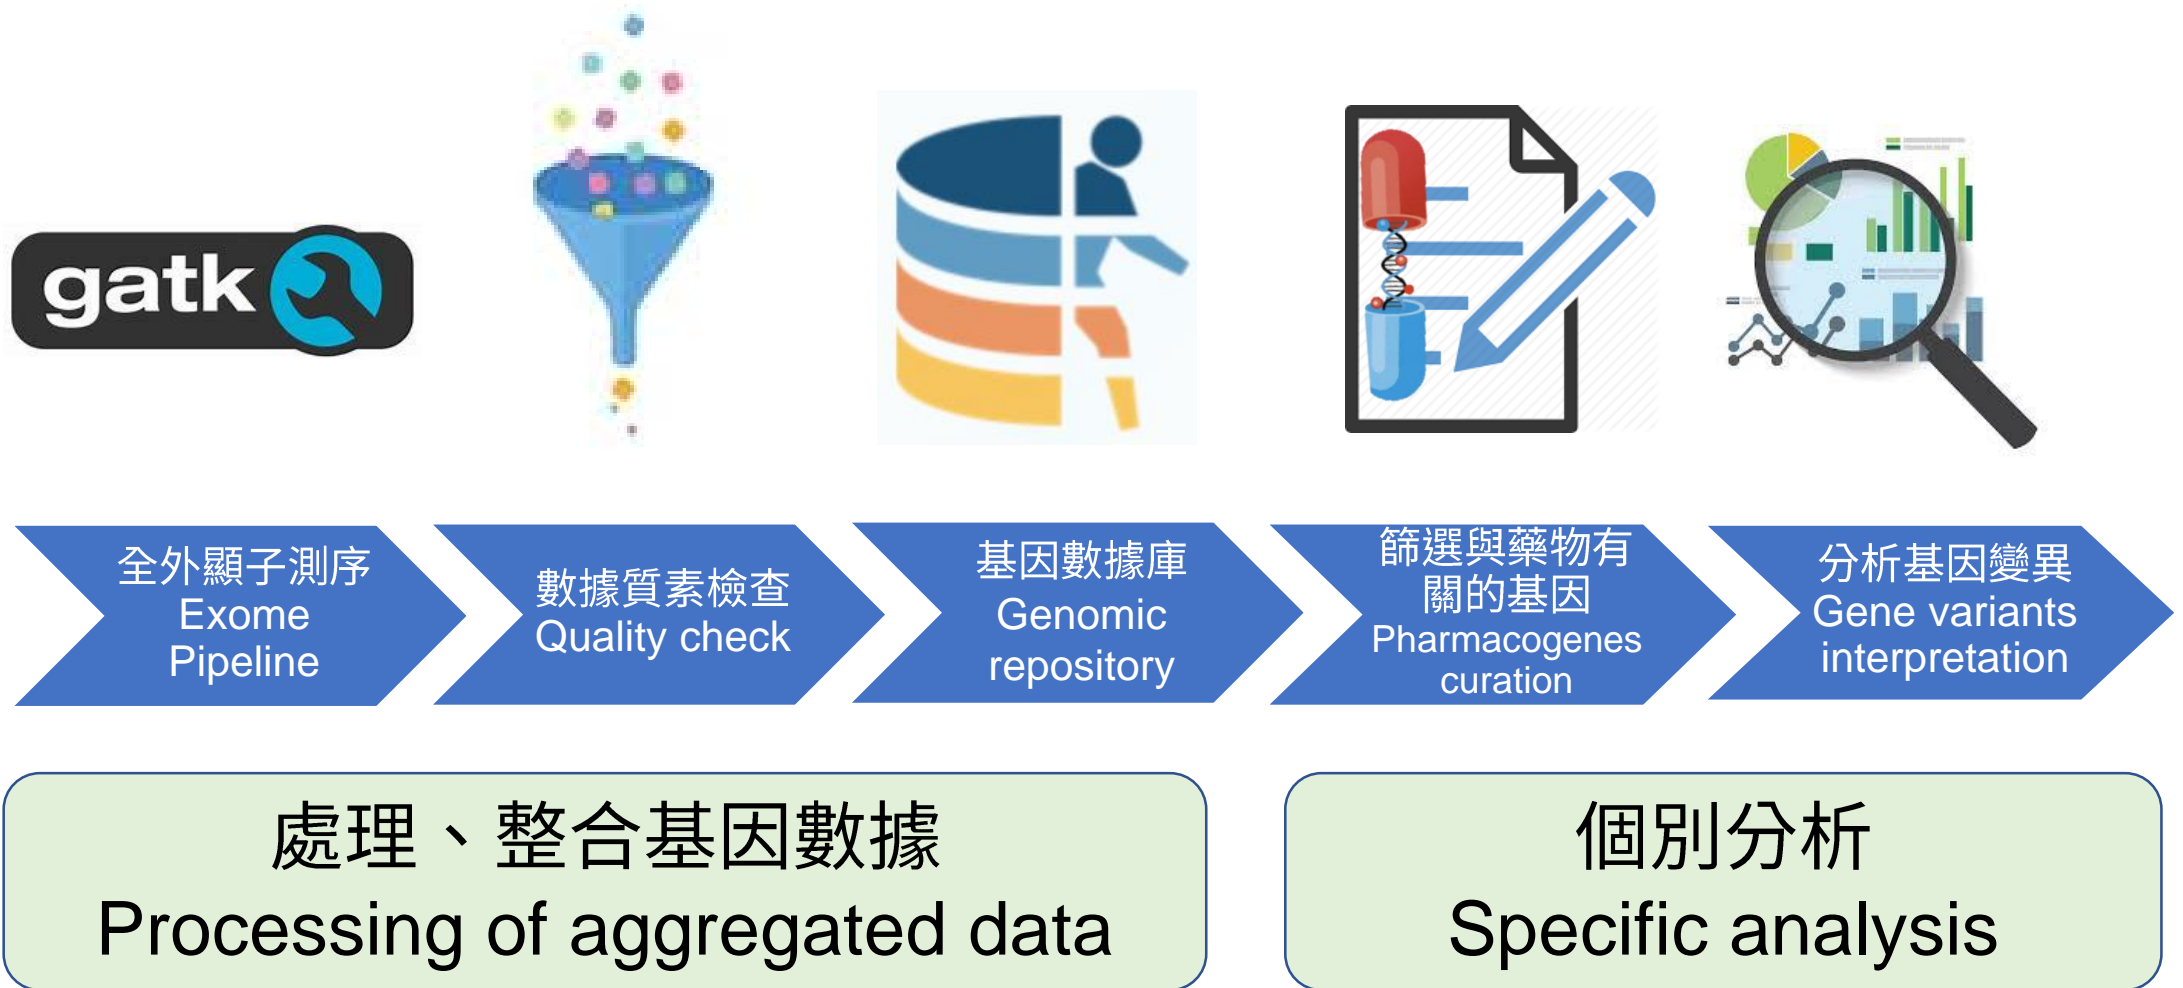 gatk
全外顯子測序
Exome
Pipeline
數據質素檢查
Quality check
基因數據庫
Genomic
repository
篩選與藥物有
關的基因
Pharmacogenes
curation
分析基因變異
Gene variants
interpretation
處理、整合基因數據
Processing of aggregated data
個別分析
Specific analysis